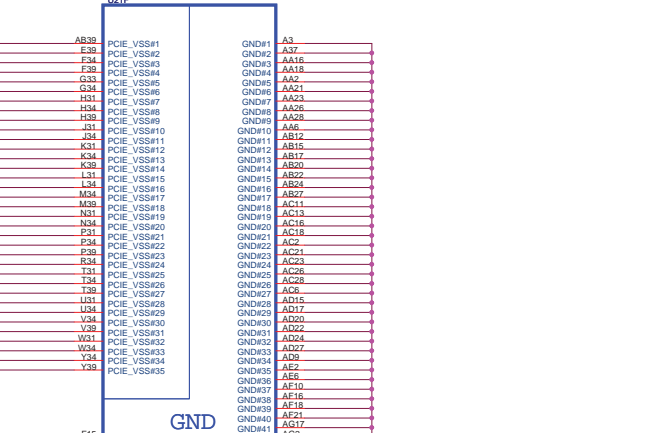 AB39 PCIE_VSS#1 GND#1 A3
E39 PCIE_VSS#2 GND#2 A37
F34 PCIE_VSS#3 GND#3 AA16
F39 PCIE_VSS#4 GND#4 AA18
G33 PCIE_VSS#5 GND#5 AA2
G34 PCIE_VSS#6 GND#6 AA21
H31 PCIE_VSS#7 GND#7 AA23
H34 PCIE_VSS#8 GND#8 AA26
H39 PCIE_VSS#9 GND#9 AA28
J31 PCIE_VSS#10 GND#10 AA6
J34 PCIE_VSS#11 GND#11 AB12
K31 PCIE_VSS#12 GND#12 AB15
K34 PCIE_VSS#13 GND#13 AB17
K39 PCIE_VSS#14 GND#14 AB20
L31 PCIE_VSS#15 GND#15 AB22
L34 PCIE_VSS#16 GND#16 AB24
M34 PCIE_VSS#17 GND#17 AB27
M39 PCIE_VSS#18 GND#18 AC11
N31 PCIE_VSS#19 GND#19 AC13
N34 PCIE_VSS#20 GND#20 AC16
P31 PCIE_VSS#21 GND#21 AC18
P34 PCIE_VSS#22 GND#22 AC2
P39 PCIE_VSS#23 GND#23 AC21
R34 PCIE_VSS#24 GND#24 AC23
T31 PCIE_VSS#25 GND#25 AC26
T34 PCIE_VSS#26 GND#26 AC28
T39 PCIE_VSS#27 GND#27 AC6
U31 PCIE_VSS#28 GND#28 AD15
U34 PCIE_VSS#29 GND#29 AD17
V34 PCIE_VSS#30 GND#30 AD20
V39 PCIE_VSS#31 GND#31 AD22
W31 PCIE_VSS#32 GND#32 AD24
W34 PCIE_VSS#33 GND#33 AD27
Y34 PCIE_VSS#34 GND#34 AD9
Y39 PCIE_VSS#35 GND#35 AE2
GND#36 AE6
GND#37 AF10
GND#38 AF16
GND#39 AF18
GND GND#40 AF21
GND#41 AG17